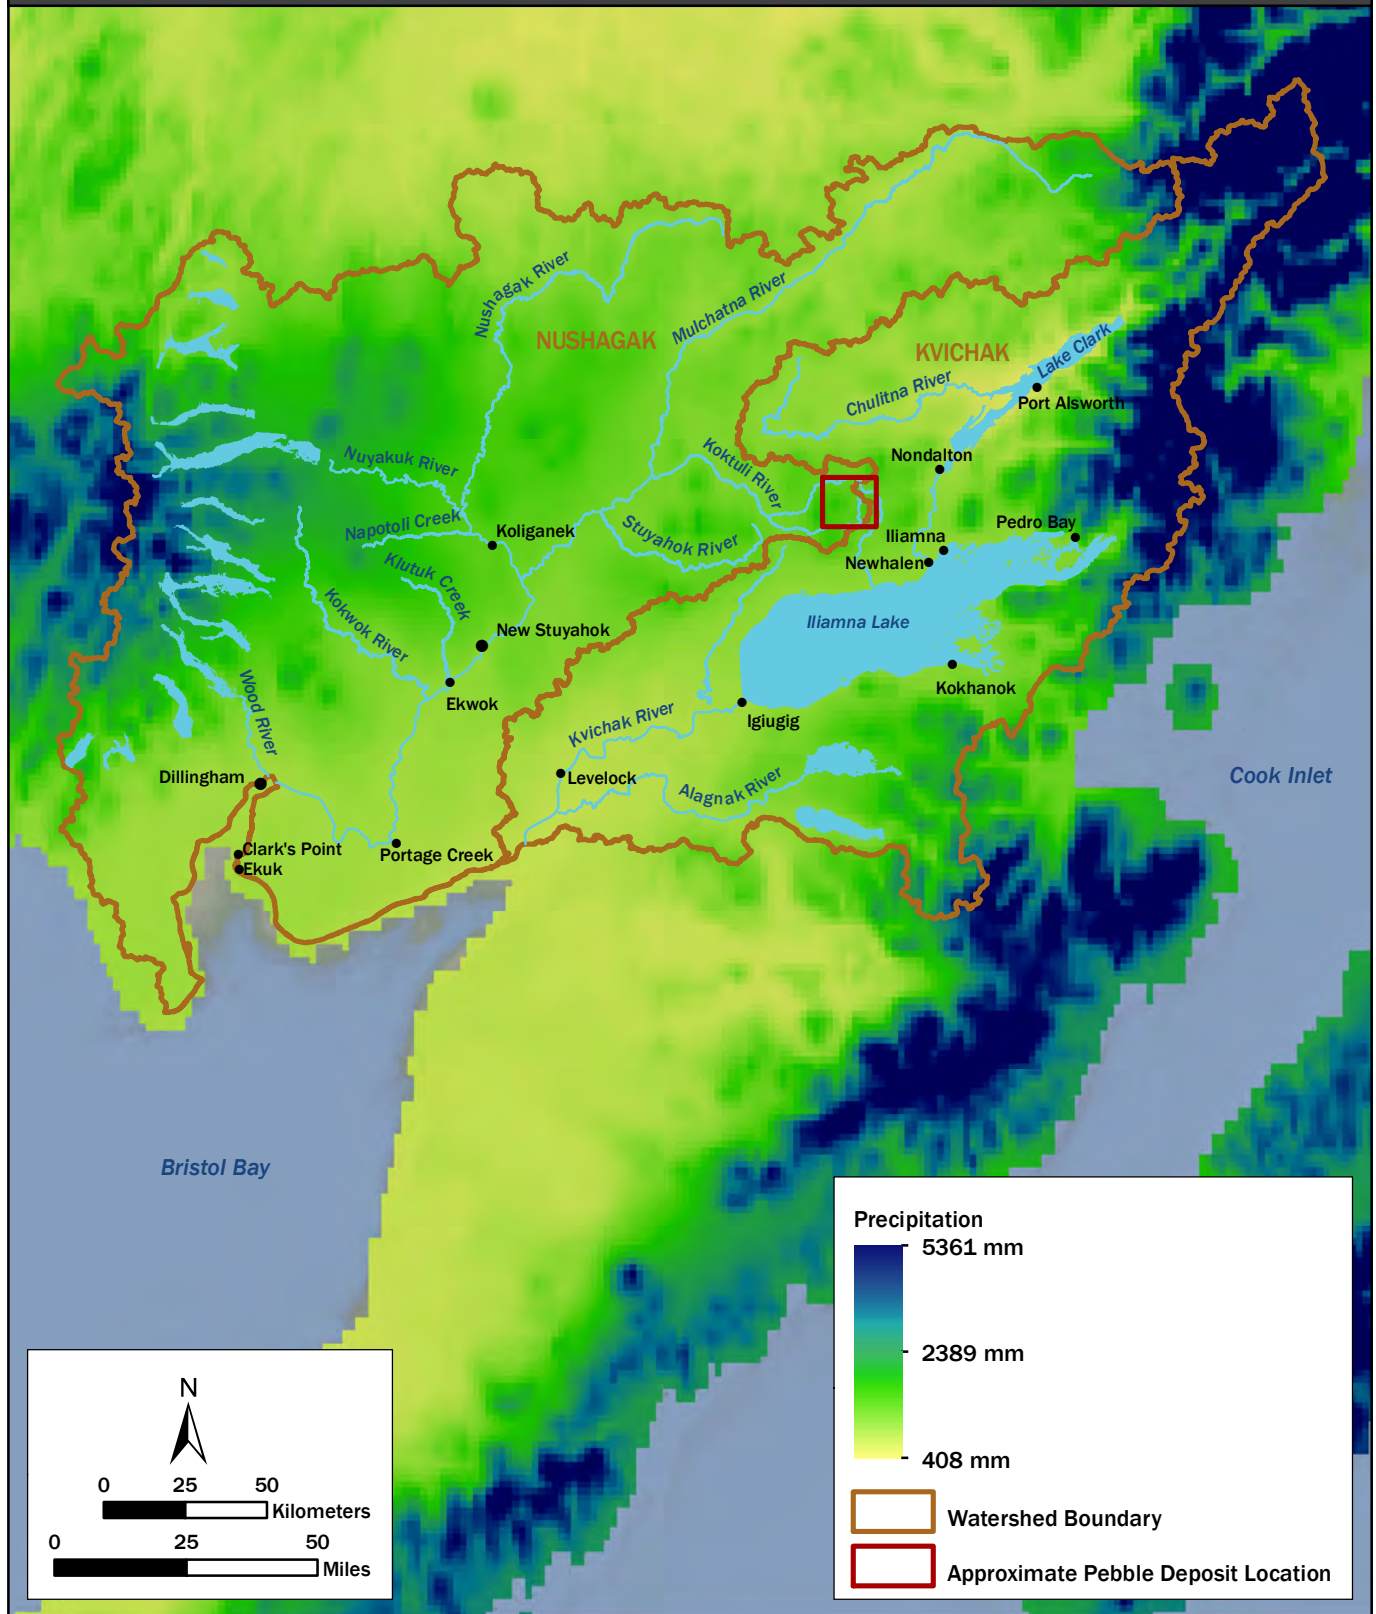 Nushagak River
Mulchatna River
NUSHAGAK
KVICHAK
Lake Clark
Chulitna River
Port Alsworth
Nuyakuk River
Koktuli River
Nondalton
Napotoli Creek
Koliganek
Stuyahok River
Pedro Bay
Iliamna
Newhalen
Klutuk Creek
Kokwok River
New Stuyahok
Iliamna Lake
Wood River
Ekwok
Kokhanok
Kvichak River
Igiugig
Dillingham
Levelock
Alagnak River
Cook Inlet
Clark's Point
Ekuk
Portage Creek
Bristol Bay
Precipitation
5361 mm
2389 mm
408 mm
Watershed Boundary
Approximate Pebble Deposit Location
N
0 25 50
Kilometers
0 25 50
Miles